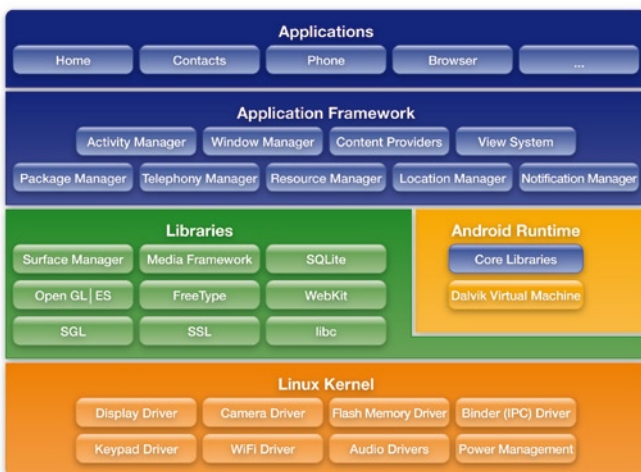 Applications
Home Contacts Phone Browser ...
Application Framework
Activity Manager Window Manager Content Providers View System
Package Manager Telephony Manager Resource Manager Location Manager Notification Manager
Libraries
Surface Manager Media Framework SQLite
Open GL|ES FreeType WebKit
SGL SSL libc
Android Runtime
Core Libraries
Dalvik Virtual Machine
Linux Kernel
Display Driver Camera Driver Flash Memory Driver Binder (IPC) Driver
Keypad Driver WiFi Driver Audio Drivers Power Management